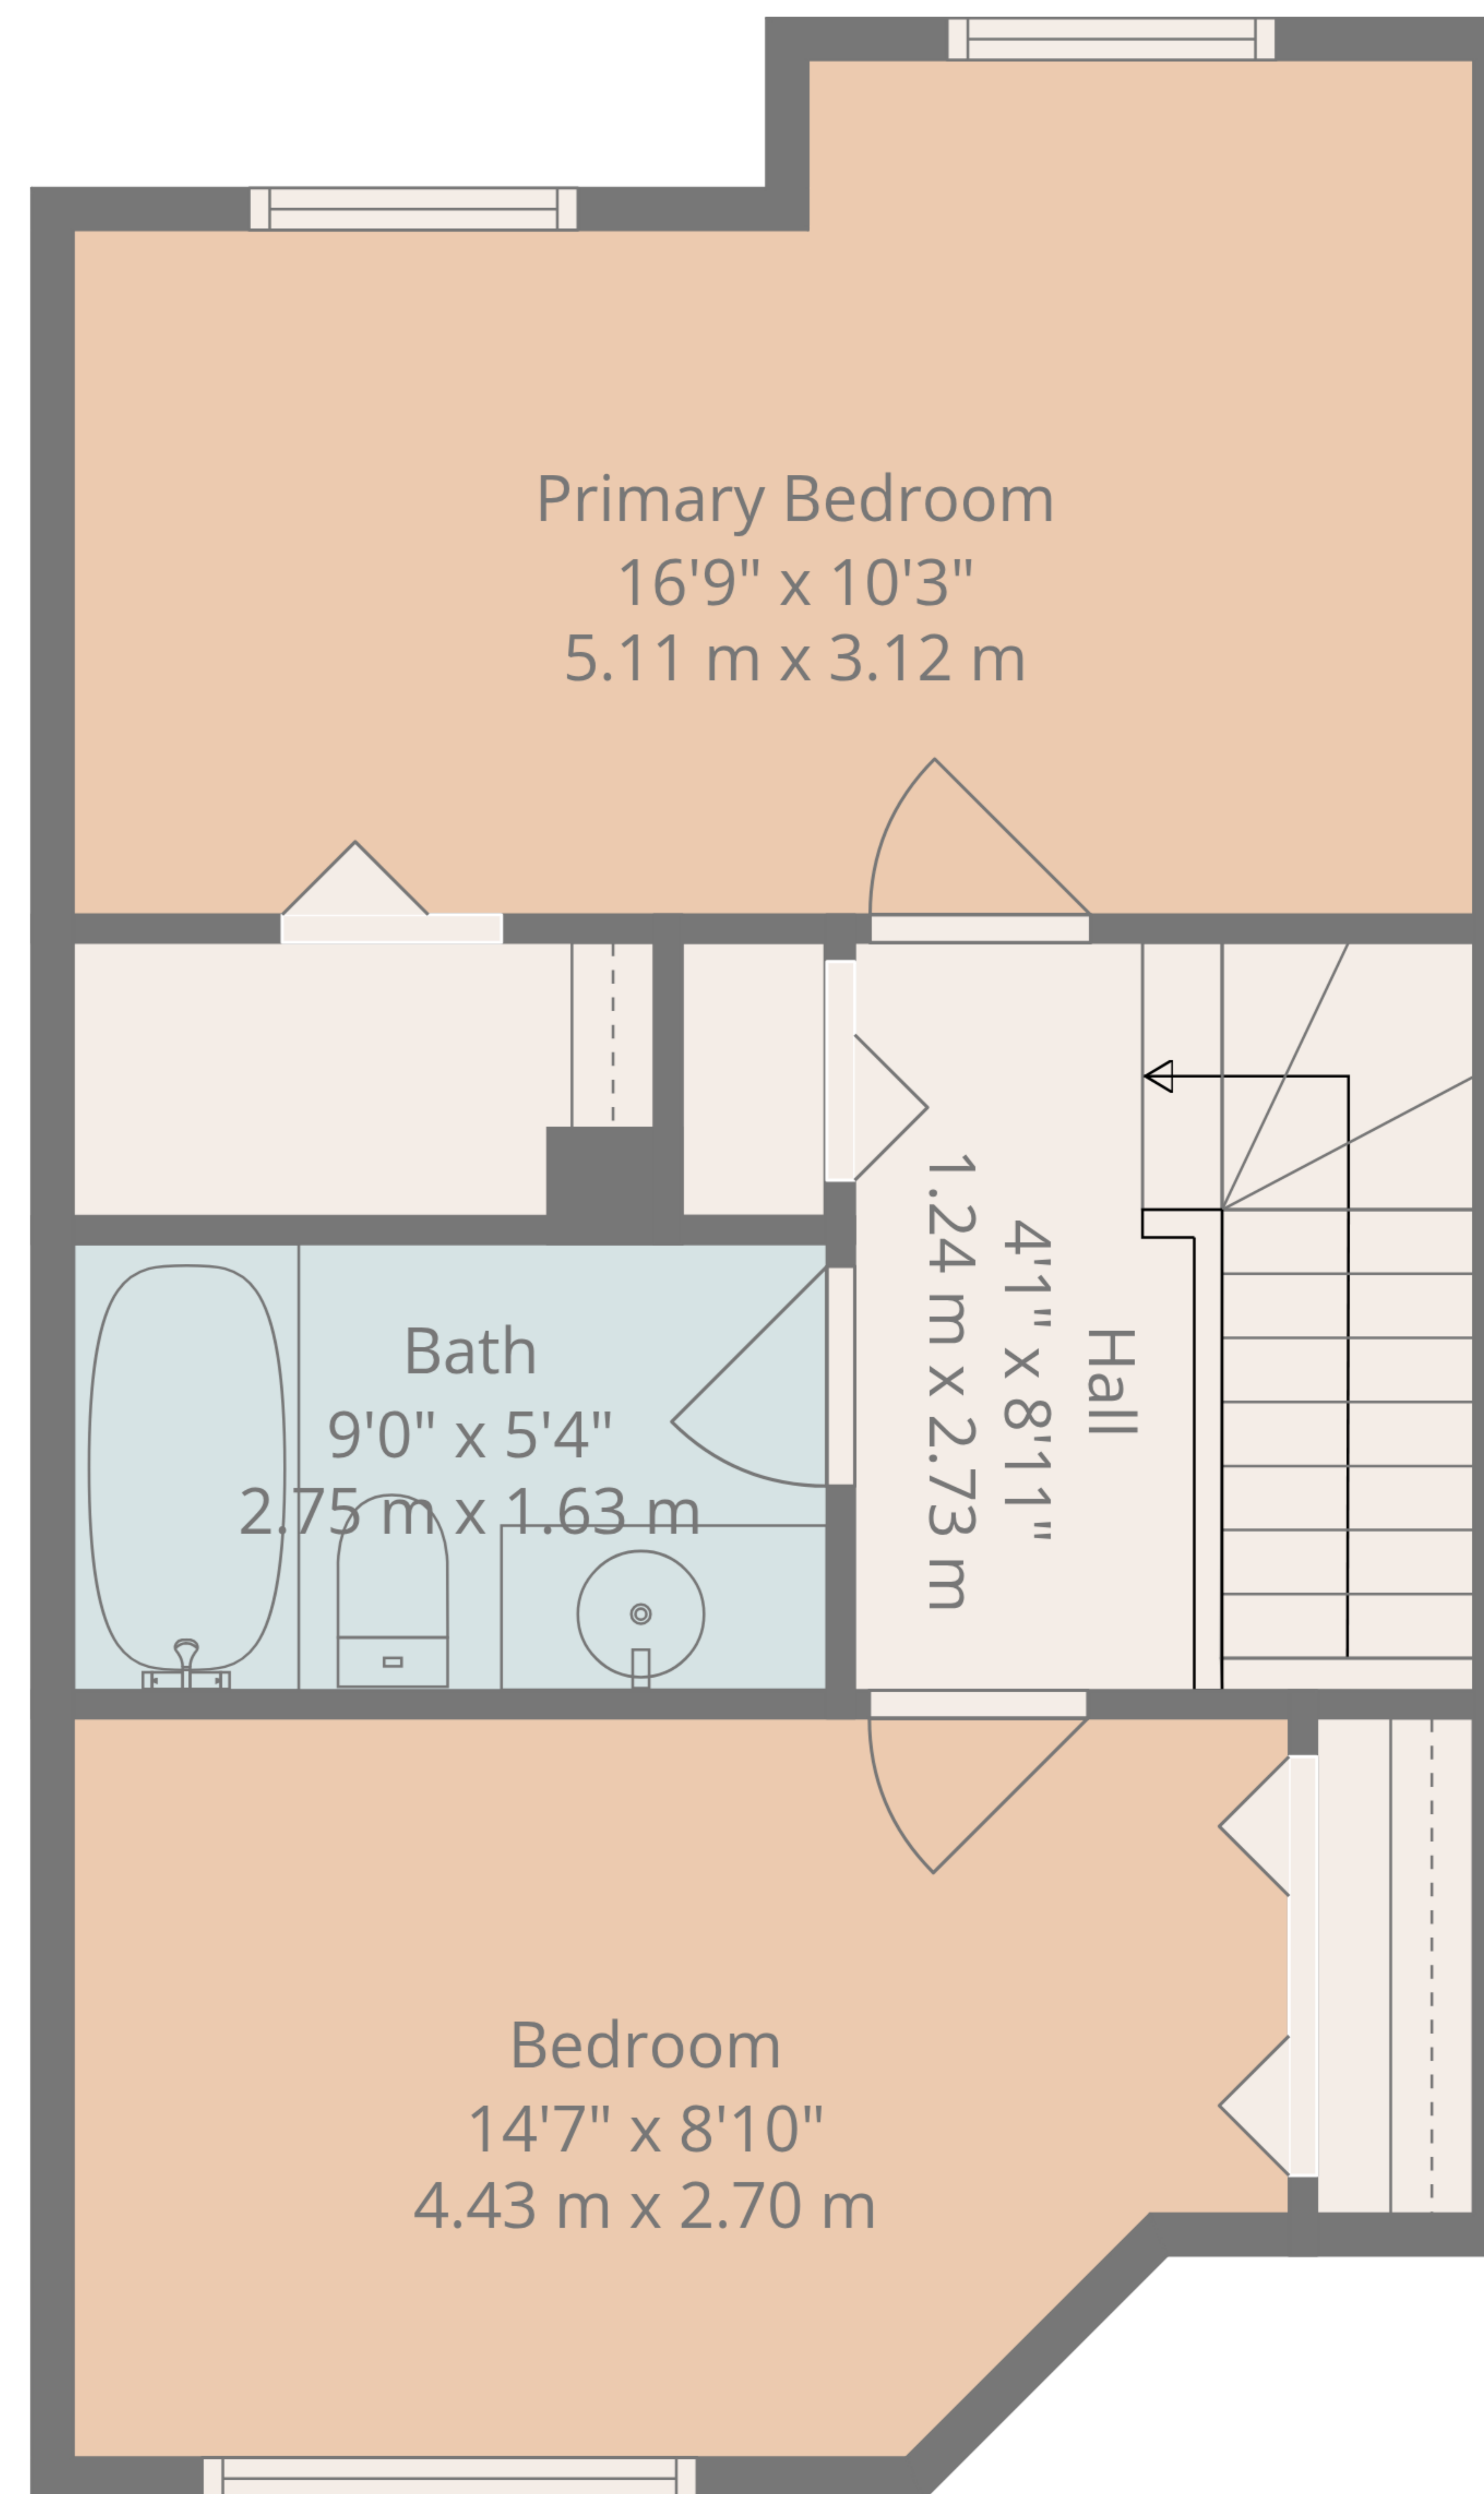 Primary Bedroom
16'9" x 10'3"
5.11 m x 3.12 m
Hall
4'1" x 8'11"
1.24 m x 2.73 m
Bath
9'0" x 5'4"
2.75 m x 1.63 m
Bedroom
14'7" x 8'10"
4.43 m x 2.70 m